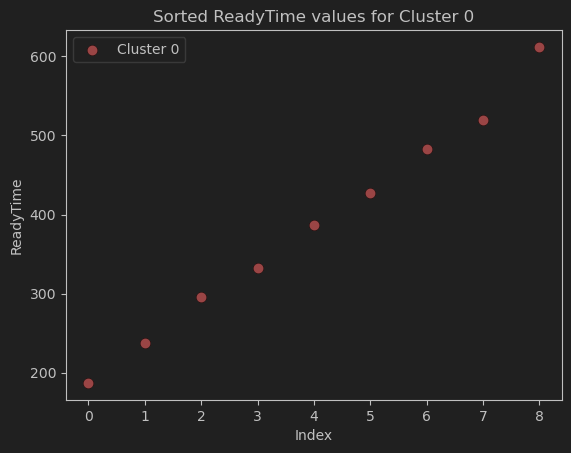 Sorted ReadyTime values for Cluster 0
Cluster 0
600
500
400
300
200
ReadyTime
0 1 2 3 4 5 6 7 8
Index